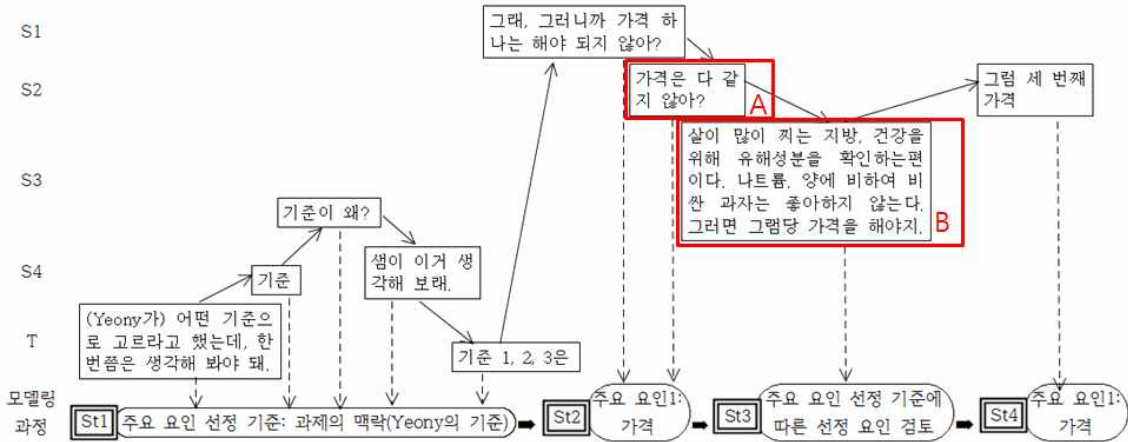 S1
그래, 그러니까 가격 하
나는 해야 되지 않아?
S2
가격은 다 같
지 않아?
A
그럼 세 번째
가격
S3
살이 많이 찌는 지방, 건강을
위해 유해성분을 확인하는편
이다. 나트륨. 양에 비하여 비
싼 과자는 좋아하지 않는다.
그러면 그램당 가격을 해야지.
B
기준이 왜?
S4
기준
샘이 이거 생
각해 보래.
T
(Yeony가) 어떤 기준으
로 고르라고 했는데, 한
번쯤은 생각해 봐야 돼.
기준 1, 2, 3은
모델링
과정
St1
주요 요인 선정 기준: 과제의 맥락(Yeony의 기준)
St2
주요 요인1:
가격
St3
주요 요인 선정 기준에
따른 선정 요인 검토
St4
주요 요인1:
가격